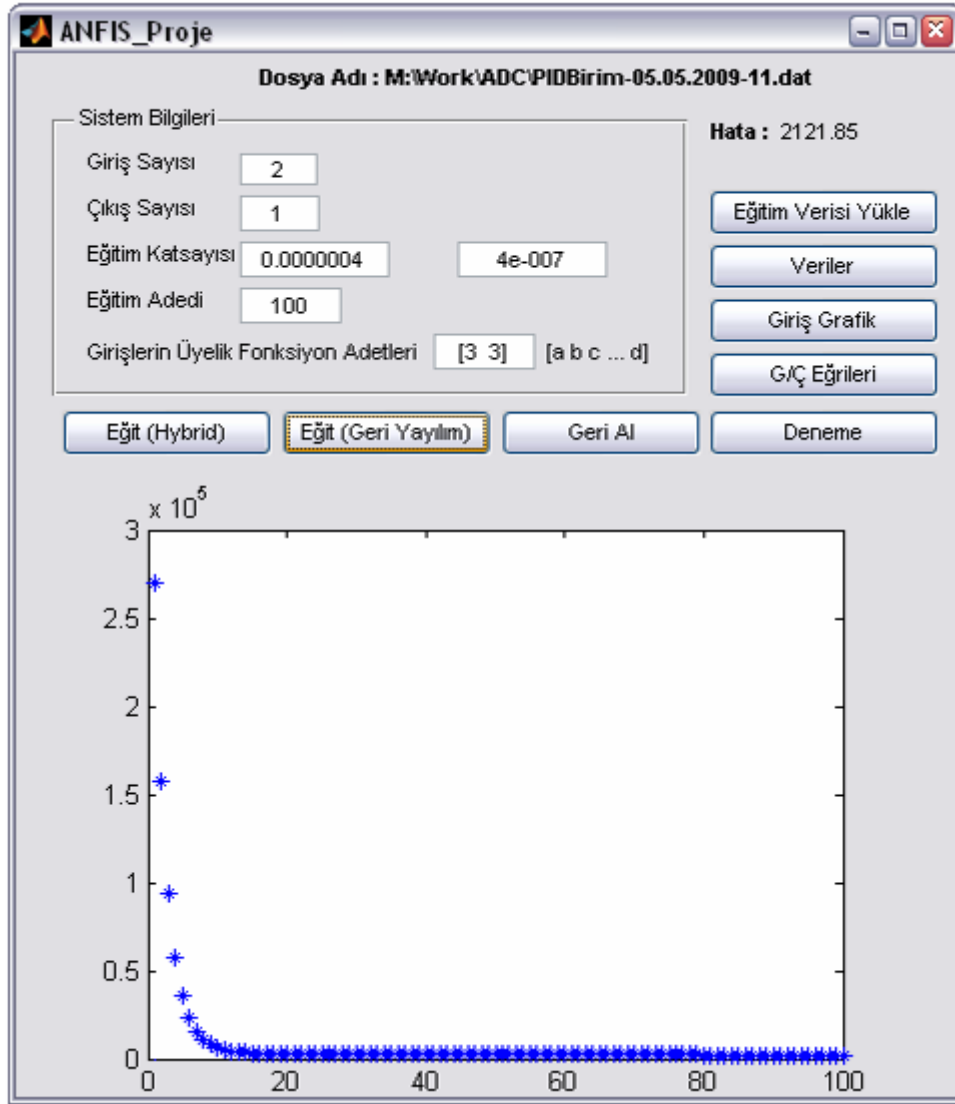 ANFIS_Proje
Dosya Adı : M:\Work\ADC\PIDBirim-05.05.2009-11.dat
Sistem Bilgileri
Hata : 2121.85
Giriş Sayısı 2
Çıkış Sayısı 1
Eğitim Katsayısı 0.0000004 4e-007
Eğitim Adedi 100
Girişlerin Üyelik Fonksiyon Adetleri [3 3] [a b c ... d]
Eğitim Verisi Yükle
Veriler
Giriş Grafik
G/Ç Eğrileri
Eğit (Hybrid) Eğit (Geri Yayılım) Geri Al Deneme
x 10^5
3
2.5
2
1.5
1
0.5
0
0 20 40 60 80 100